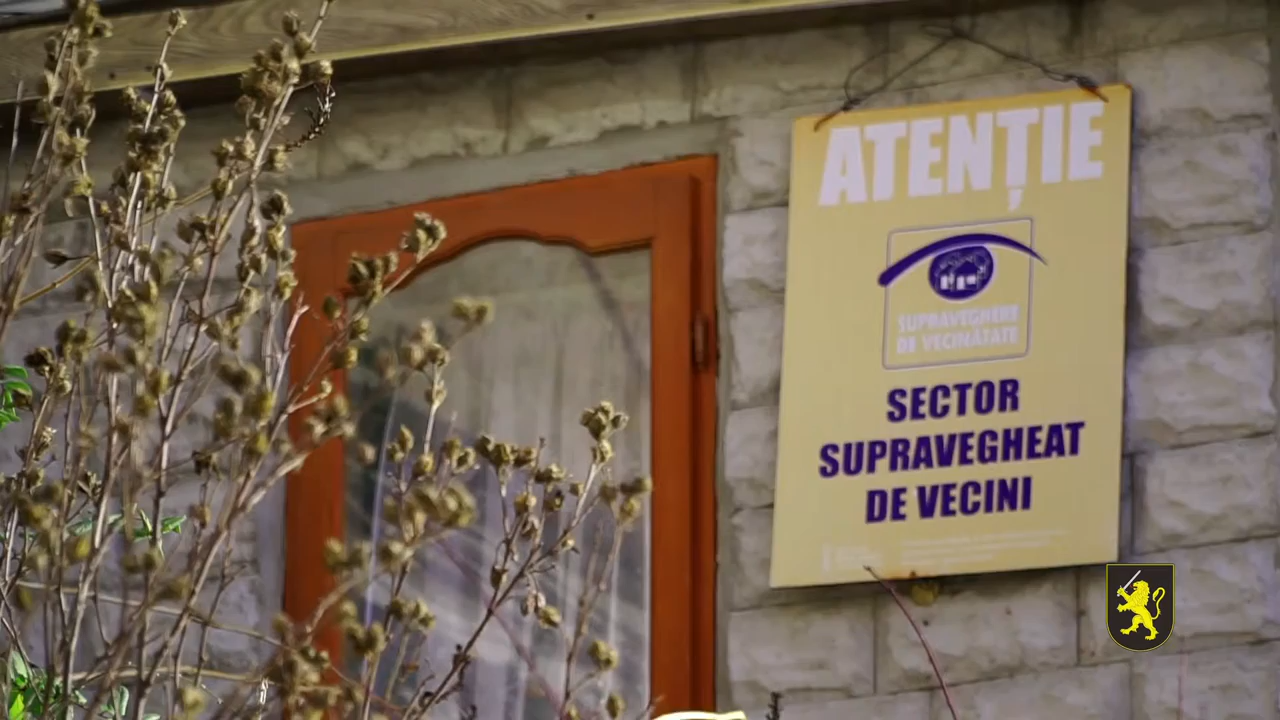 ATENȚIE
SUPRAVEGHERE
DE VECINĂTATE
SECTOR
SUPRAVEGHEAT
DE VECINI